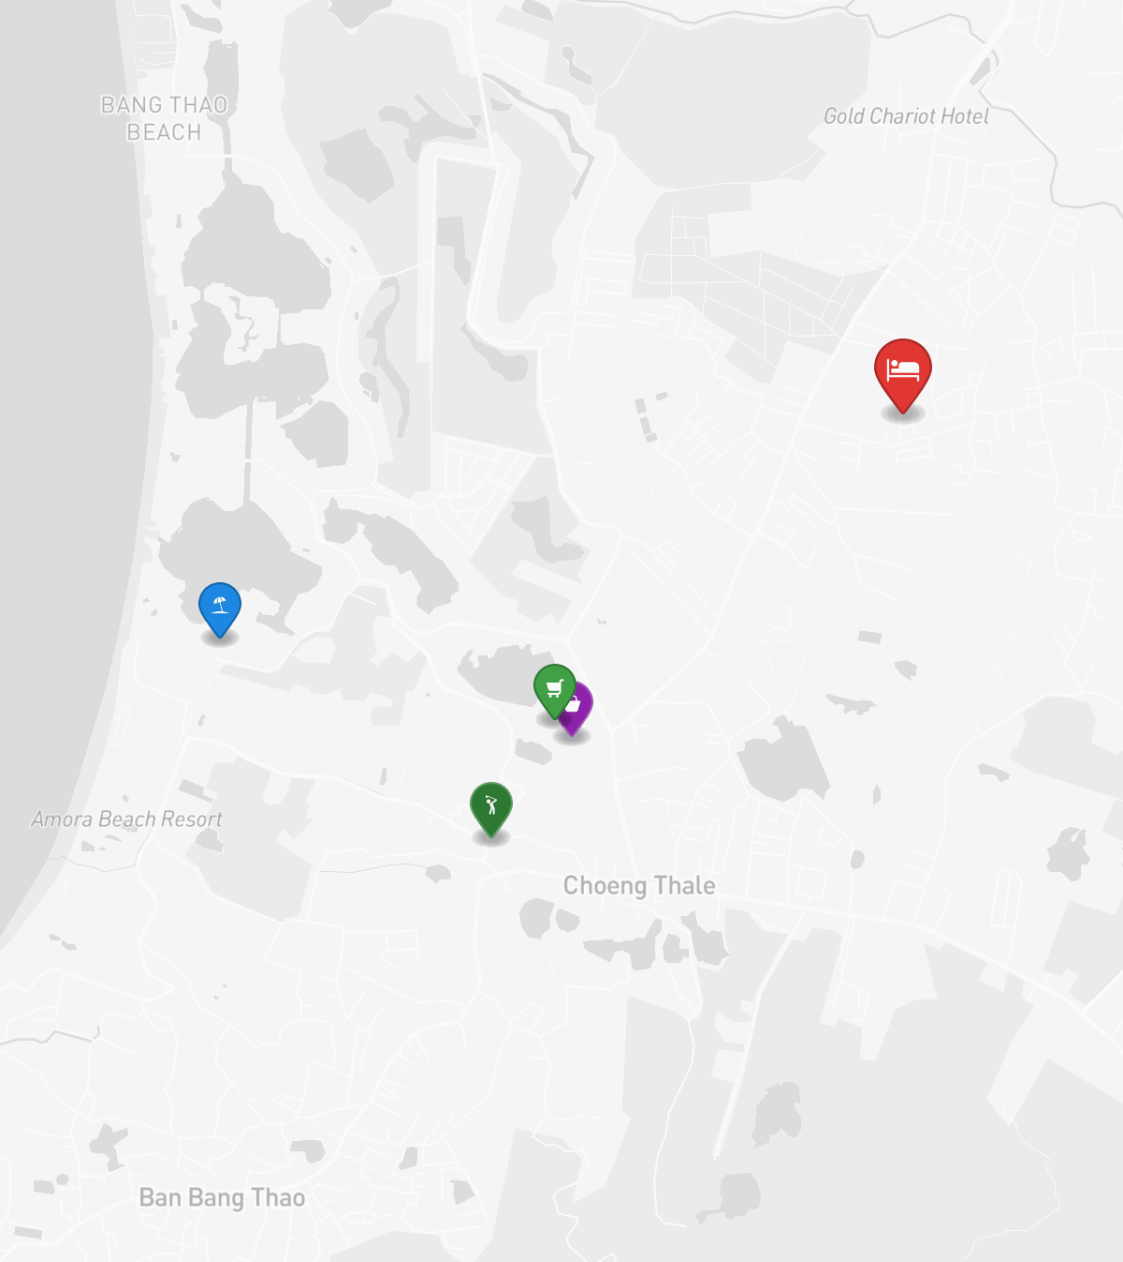 BANG THAO
BEACH
Gold Chariot Hotel
Amora Beach Resort
Choeng Thale
Ban Bang Thao